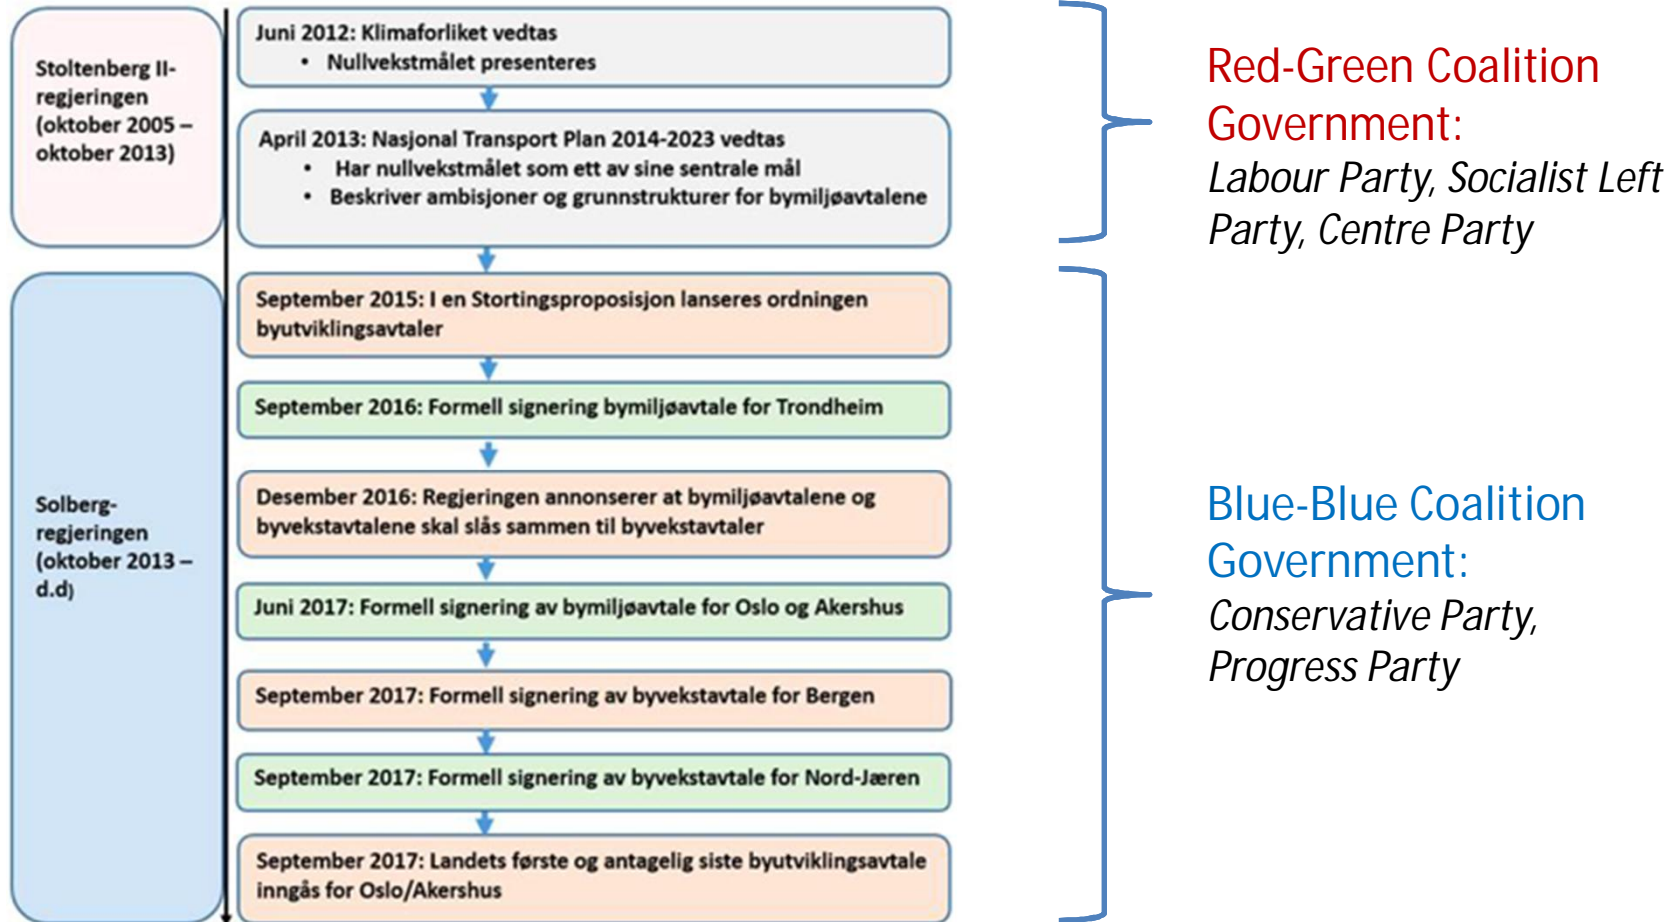 Stoltenberg II-
regjeringen
(oktober 2005 –
oktober 2013)
Juni 2012: Klimaforliket vedtas
• Nullvekstmålet presenteres
April 2013: Nasjonal Transport Plan 2014-2023 vedtas
• Har nullvekstmålet som ett av sine sentrale mål
• Beskriver ambisjoner og grunnstrukturer for bymiljøavtalene
Red-Green Coalition
Government:
Labour Party, Socialist Left
Party, Centre Party
Solberg-
regjeringen
(oktober 2013 –
d.d)
September 2015: I en Stortingsproposisjon lanseres ordningen
byutviklingsavtaler
September 2016: Formell signering bymiljøavtale for Trondheim
Desember 2016: Regjeringen annonserer at bymiljøavtalene og
byvekstavtalene skal slås sammen til byvekstavtaler
Juni 2017: Formell signering av bymiljøavtale for Oslo og Akershus
September 2017: Formell signering av byvekstavtale for Bergen
September 2017: Formell signering av byvekstavtale for Nord-Jæren
September 2017: Landets første og antagelig siste byutviklingsavtale
inngås for Oslo/Akershus
Blue-Blue Coalition
Government:
Conservative Party,
Progress Party